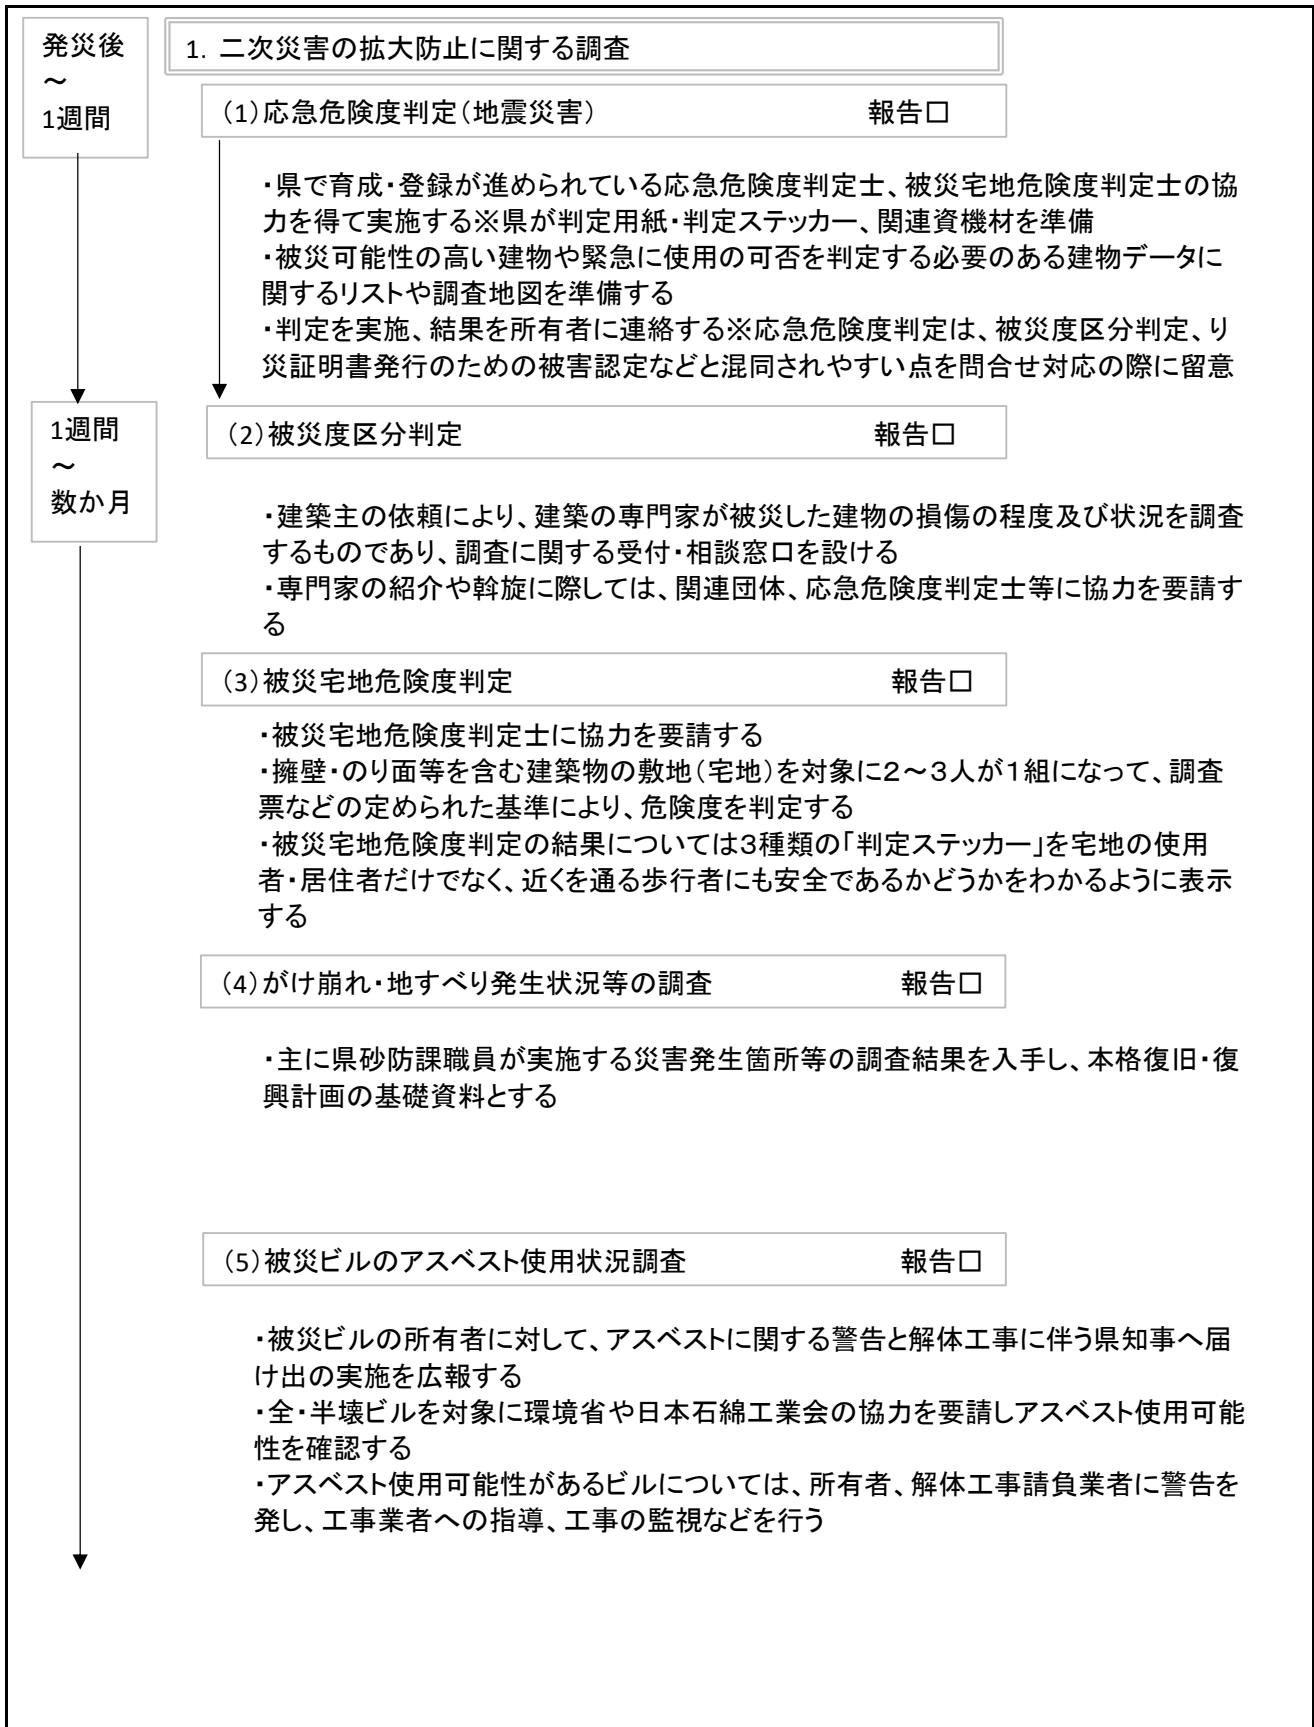 発災後
～
1週間
1. 二次災害の拡大防止に関する調査
(1)応急危険度判定(地震災害) 報告□
・県で育成・登録が進められている応急危険度判定士、被災宅地危険度判定士の協
力を得て実施する※県が判定用紙・判定ステッカー、関連資機材を準備
・被災可能性の高い建物や緊急に使用の可否を判定する必要のある建物データに
関するリストや調査地図を準備する
・判定を実施、結果を所有者に連絡する※応急危険度判定は、被災度区分判定、り
災証明書発行のための被害認定などと混同されやすい点を問合せ対応の際に留意
1週間
～
数か月
(2)被災度区分判定 報告□
・建築主の依頼により、建築の専門家が被災した建物の損傷の程度及び状況を調査
するものであり、調査に関する受付・相談窓口を設ける
・専門家の紹介や斡旋に際しては、関連団体、応急危険度判定士等に協力を要請す
る
(3)被災宅地危険度判定 報告□
・被災宅地危険度判定士に協力を要請する
・擁壁・のり面等を含む建築物の敷地(宅地)を対象に2～3人が1組になって、調査
票などの定められた基準により、危険度を判定する
・被災宅地危険度判定の結果については3種類の「判定ステッカー」を宅地の使用
者・居住者だけでなく、近くを通る歩行者にも安全であるかどうかをわかるように表示
する
(4)がけ崩れ・地すべり発生状況等の調査 報告□
・主に県砂防課職員が実施する災害発生箇所等の調査結果を入手し、本格復旧・復
興計画の基礎資料とする
(5)被災ビルのアスベスト使用状況調査 報告□
・被災ビルの所有者に対して、アスベストに関する警告と解体工事に伴う県知事へ届
け出の実施を広報する
・全・半壊ビルを対象に環境省や日本石綿工業会の協力を要請しアスベスト使用可能
性を確認する
・アスベスト使用可能性があるビルについては、所有者、解体工事請負業者に警告を
発し、工事業者への指導、工事の監視などを行う